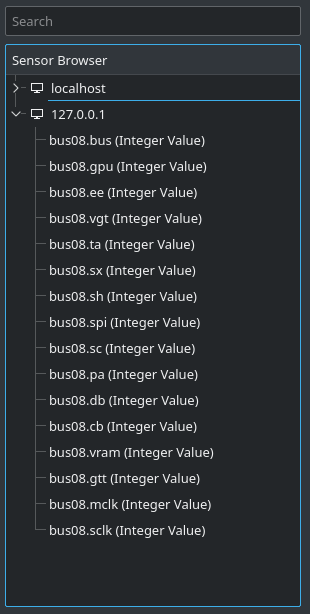 Search
Sensor Browser
localhost
127.0.0.1
bus08.bus (Integer Value)
bus08.gpu (Integer Value)
bus08.ee (Integer Value)
bus08.vgt (Integer Value)
bus08.ta (Integer Value)
bus08.sx (Integer Value)
bus08.sh (Integer Value)
bus08.spi (Integer Value)
bus08.sc (Integer Value)
bus08.pa (Integer Value)
bus08.db (Integer Value)
bus08.cb (Integer Value)
bus08.vram (Integer Value)
bus08.gtt (Integer Value)
bus08.mclk (Integer Value)
bus08.sclk (Integer Value)